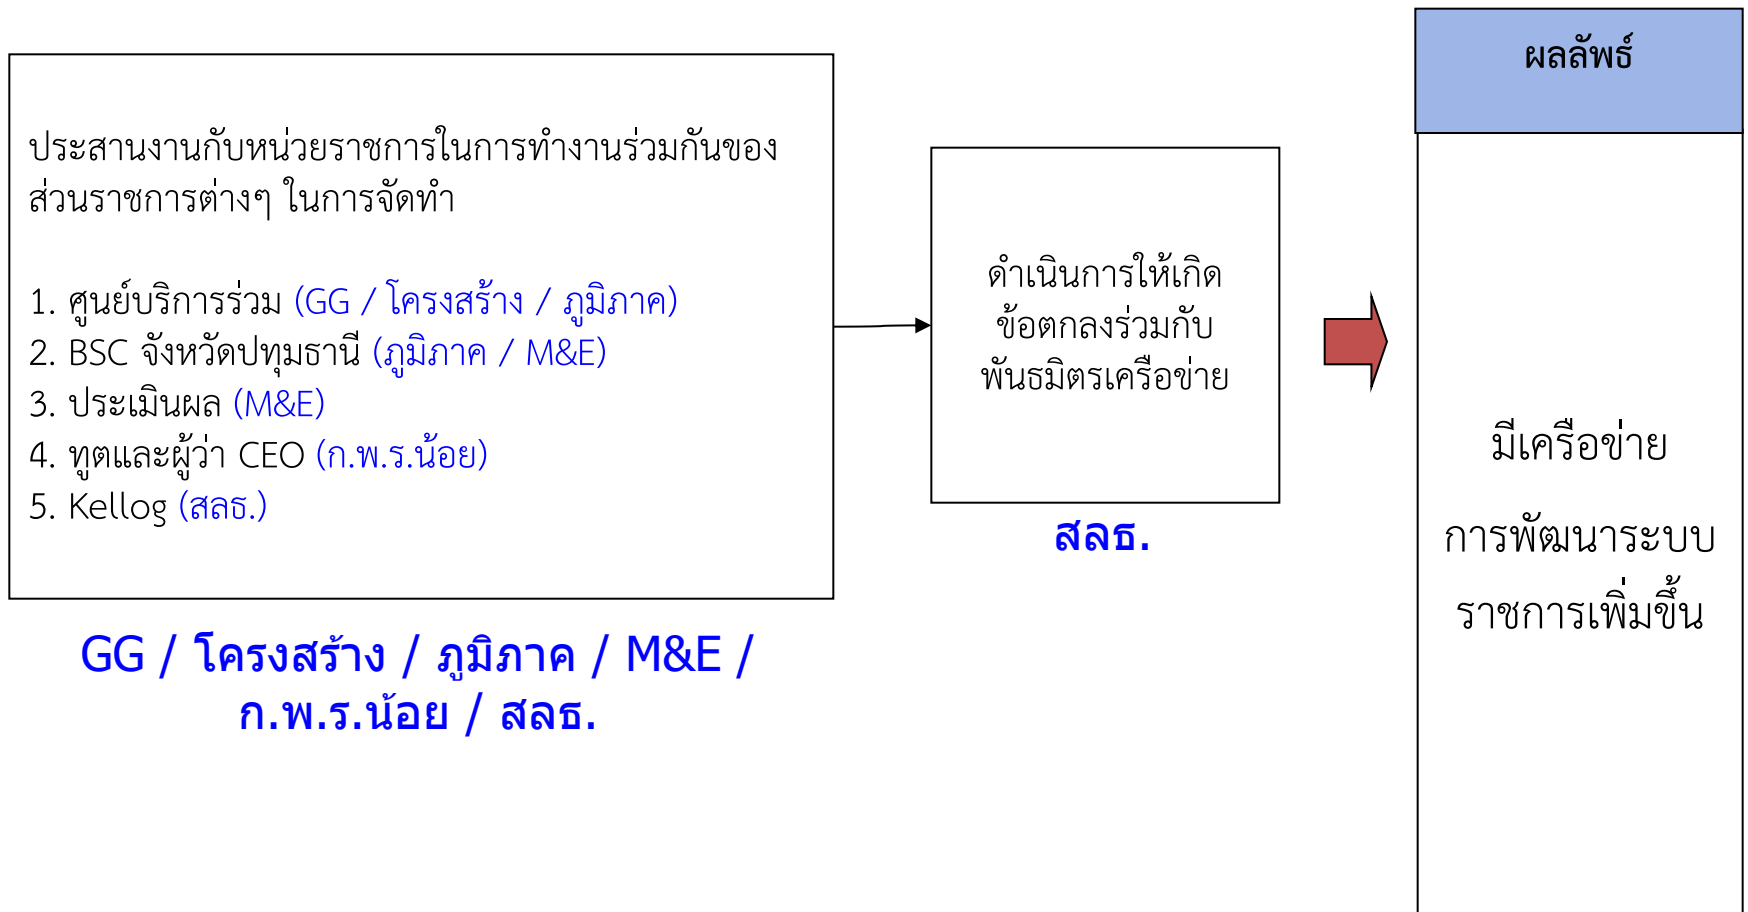 ประสานงานกับหน่วยราชการในการทำงานร่วมกันของ
ส่วนราชการต่างๆ ในการจัดทำ
1. ศูนย์บริการร่วม (GG / โครงสร้าง / ภูมิภาค)
2. BSC จังหวัดปทุมธานี (ภูมิภาค / M&E)
3. ประเมินผล (M&E)
4. ทูตและผู้ว่า CEO (ก.พ.ร.น้อย)
5. Kellog (สลธ.)
GG / โครงสร้าง / ภูมิภาค / M&E /
ก.พ.ร.น้อย / สลธ.
ดำเนินการให้เกิด
ข้อตกลงร่วมกับ
พันธมิตรเครือข่าย
สลธ.
ผลลัพธ์
มีเครือข่าย
การพัฒนาระบบ
ราชการเพิ่มขึ้น